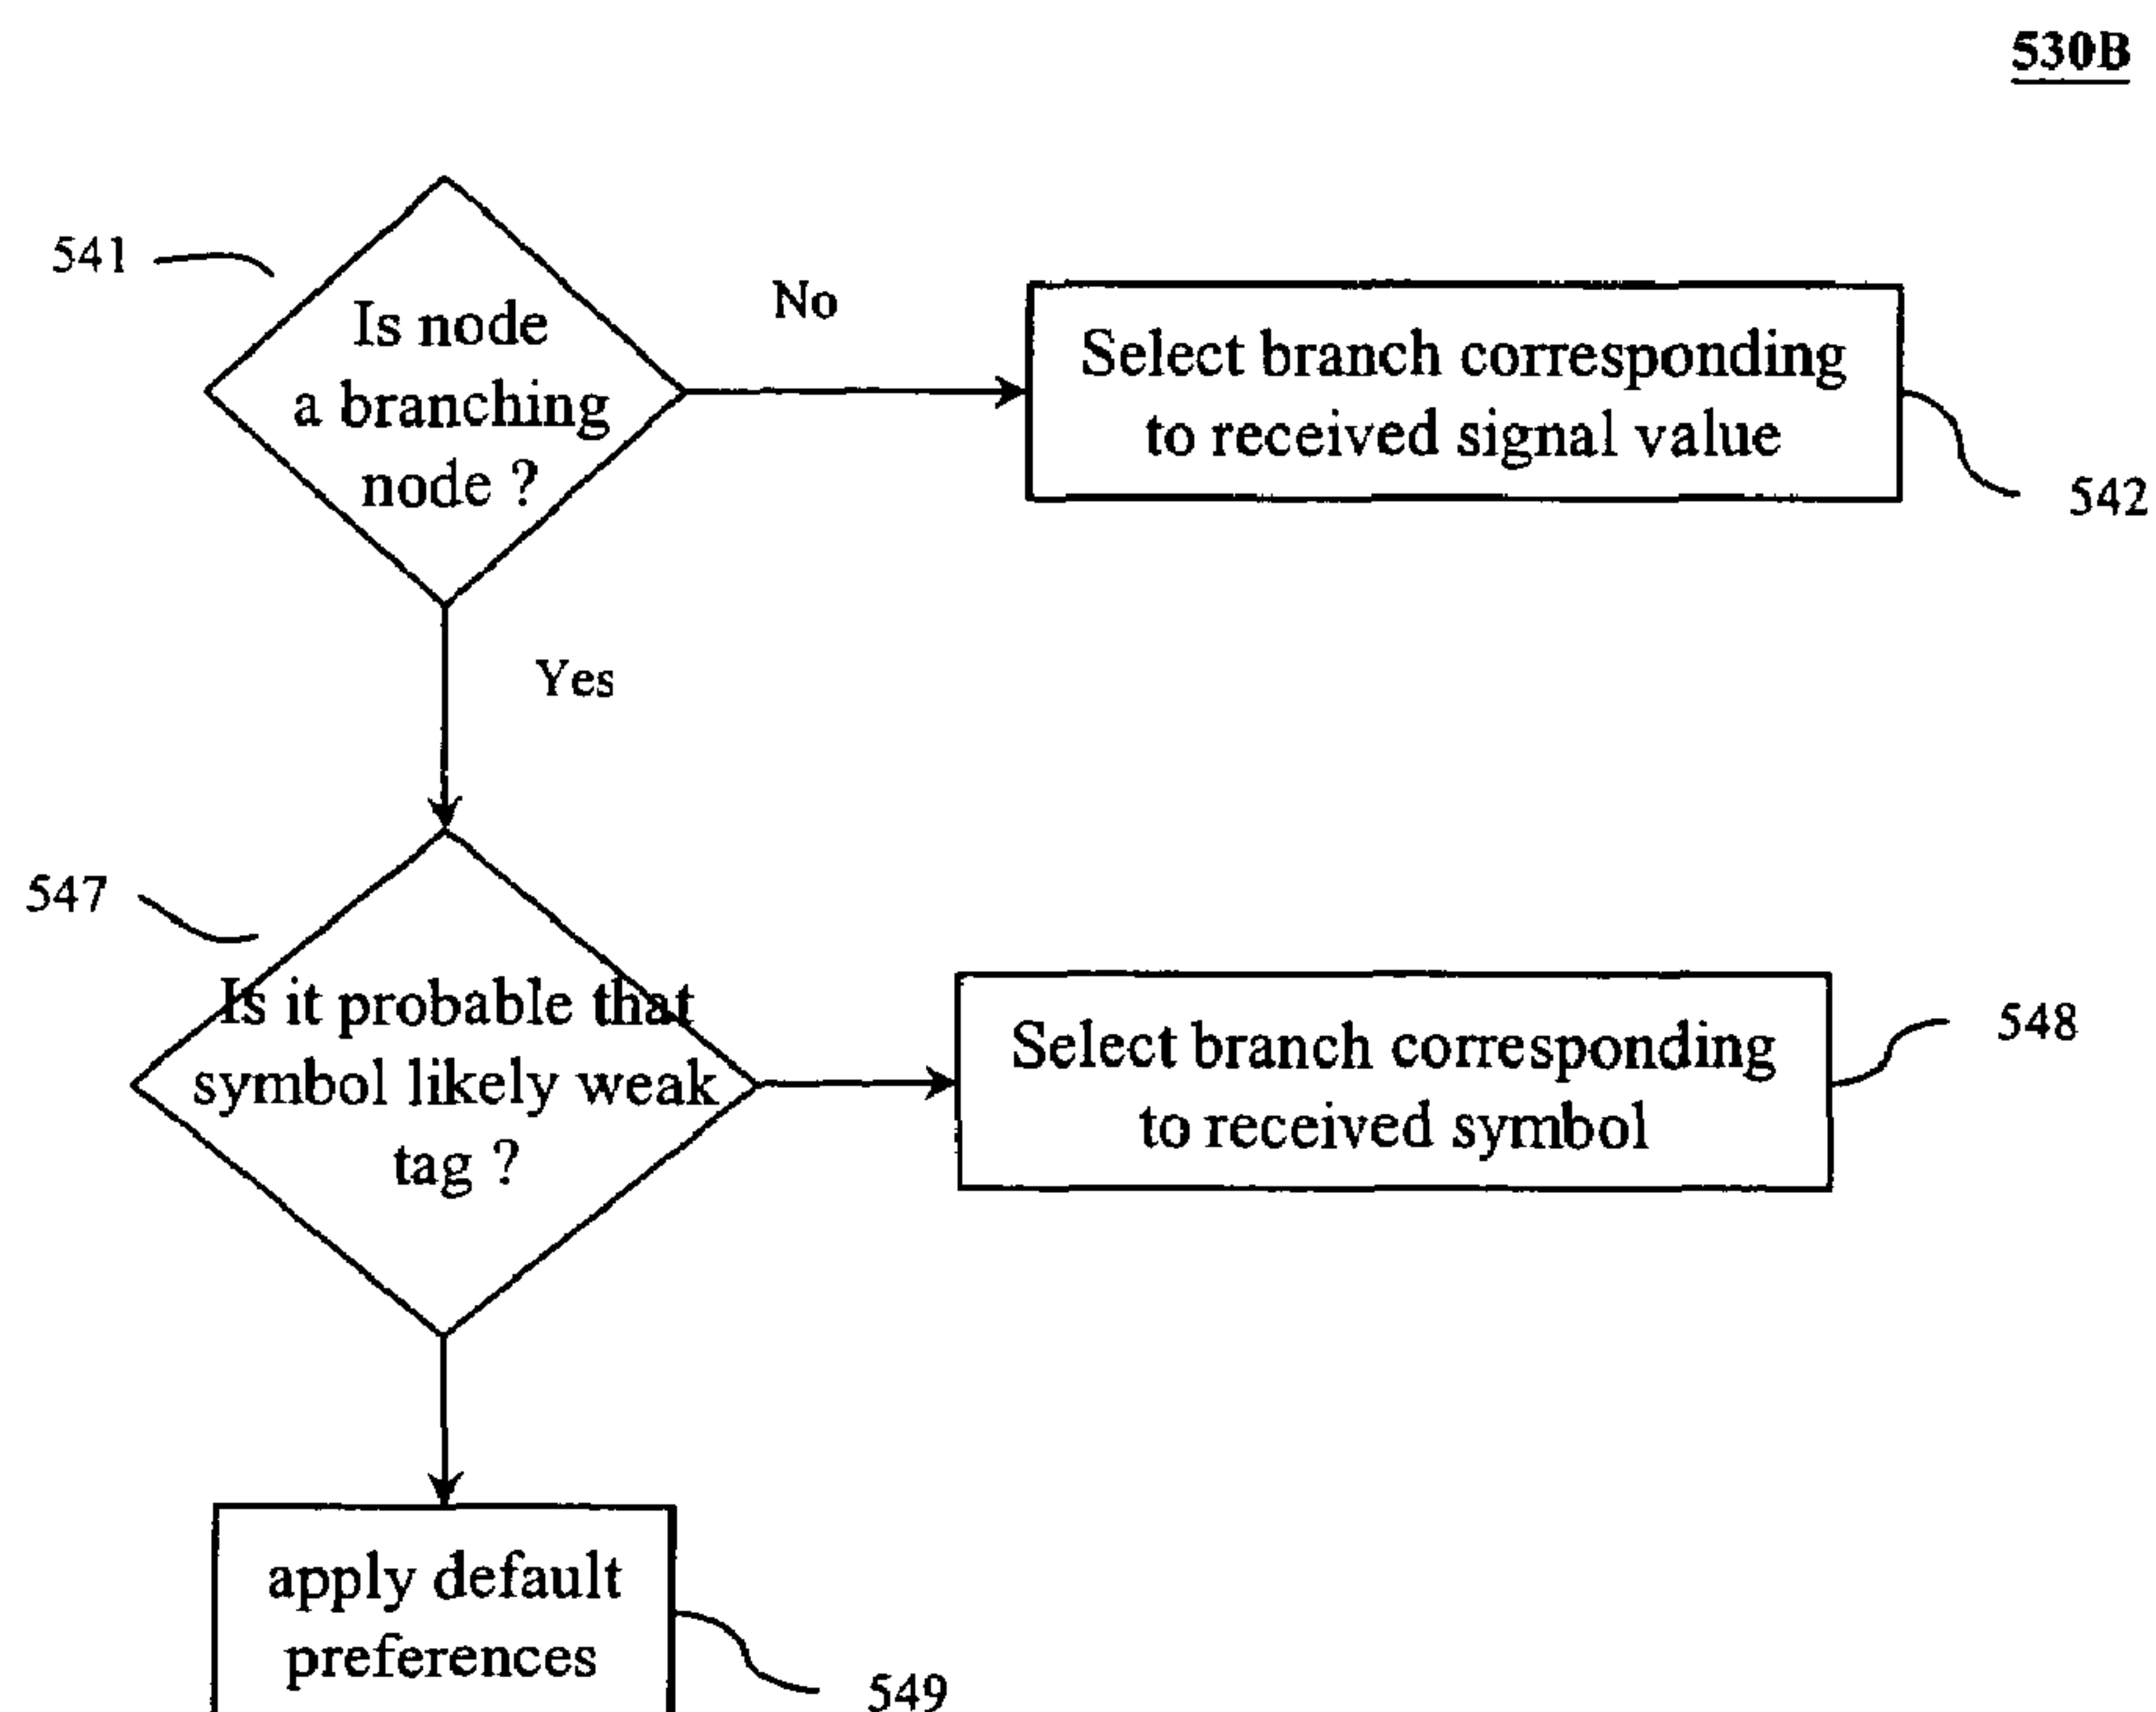 530B
541
Is node
a branching
node ?
No
Select branch corresponding
to received signal value
542
Yes
547
Is it probable that
symbol likely weak
tag ?
Select branch corresponding
to received symbol
548
apply default
preferences
549